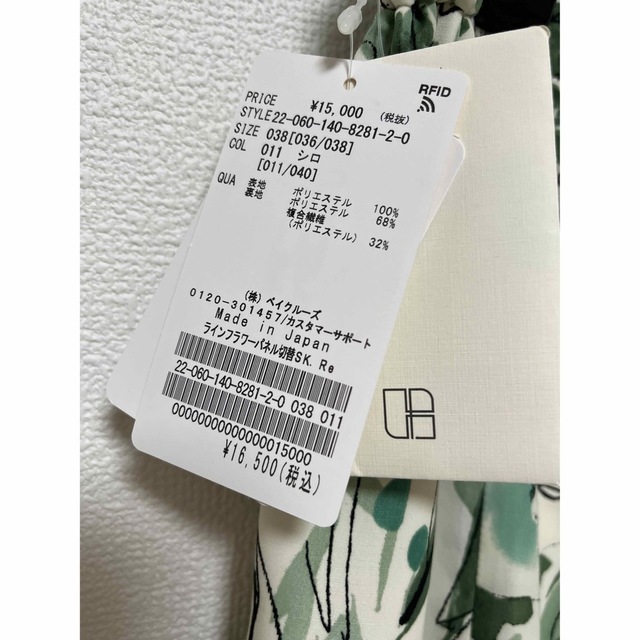 RFID
PRICE ¥15,000 (税抜)
STYLE 22-060-140-8281-2-0
SIZE 038[036/038]
COL 011 シロ
[011/040]
QUA 表地 ポリエステル 100%
裏地 ポリエステル 68%
複合繊維
(ポリエステル) 32%
(株) ベイクルーズ
0120-301457/カスタマーサポート
Made in Japan
ラインフラワーパネル切替SK. Re
22-060-140-8281-2-0 038 011
0000000000000015000
¥16,500(税込)